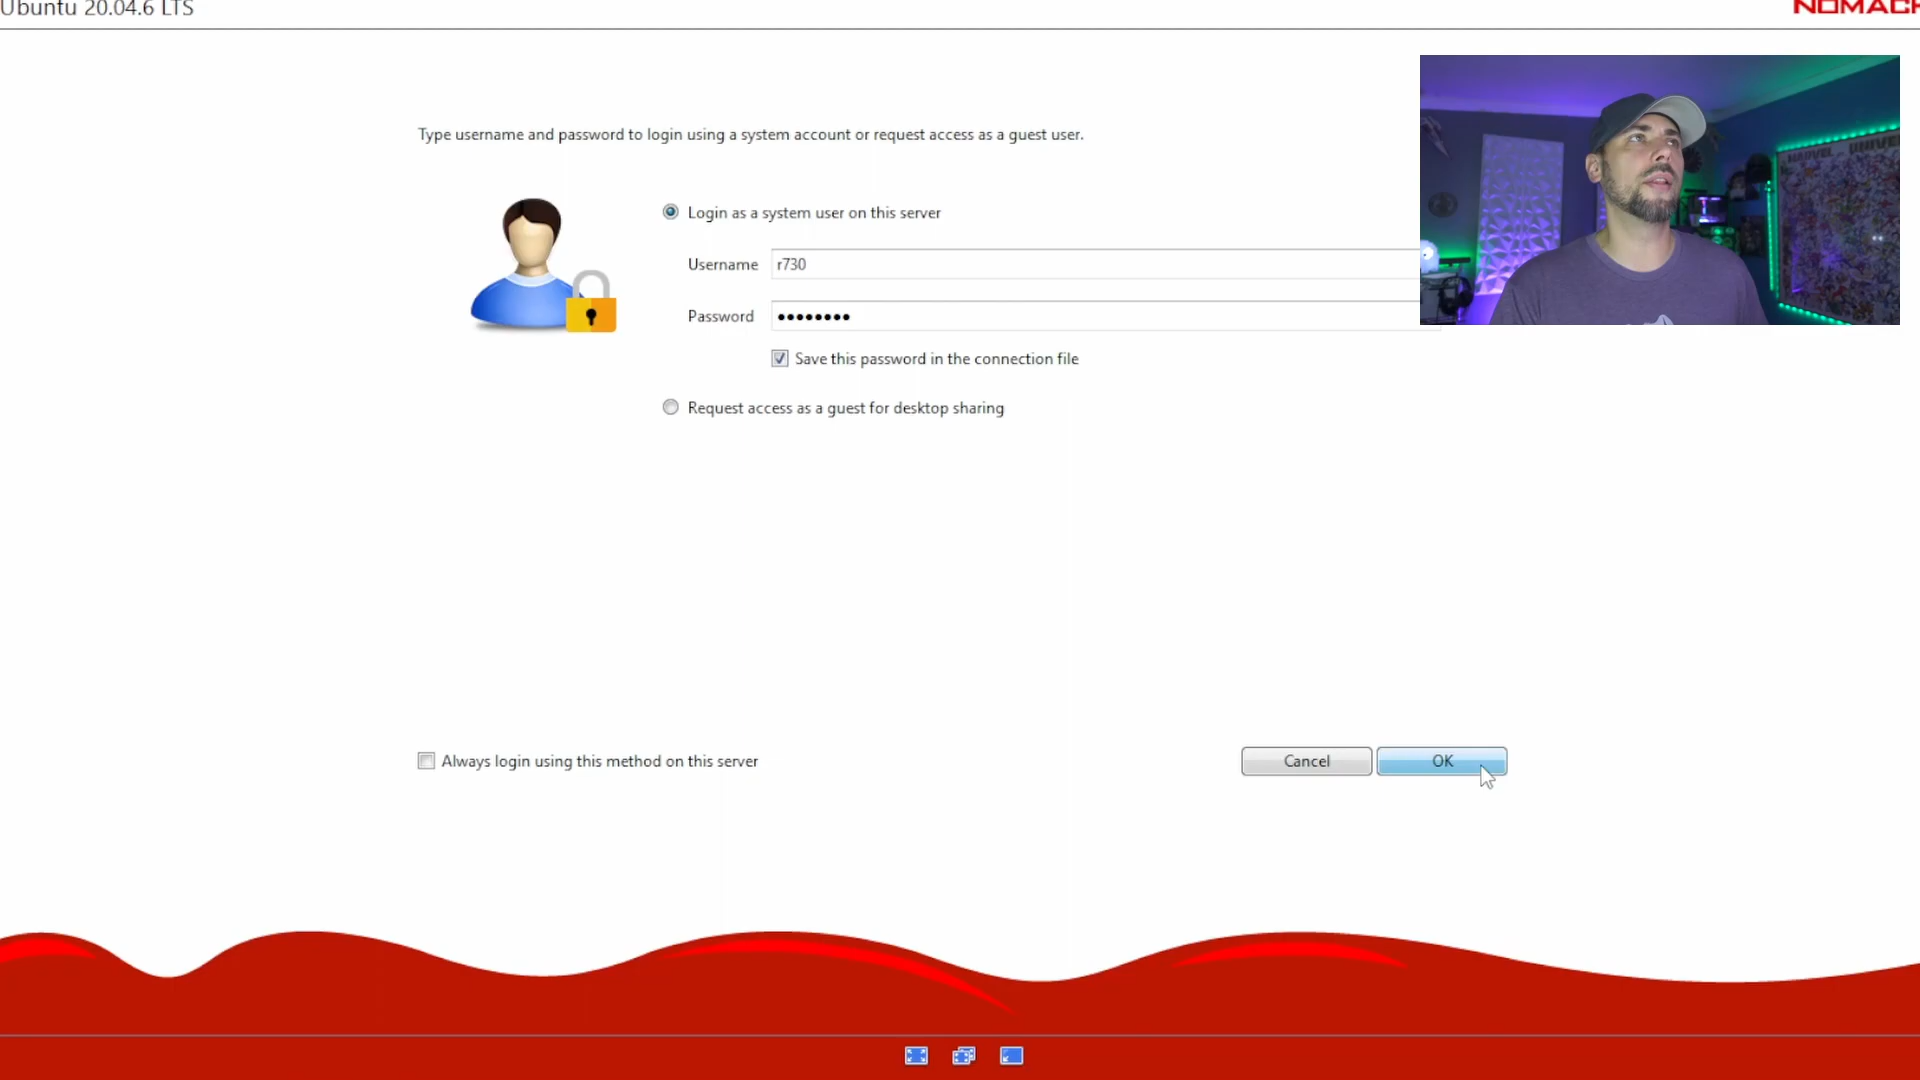 Ubuntu 20.04.6 LTS
NOMACH
Type username and password to login using a system account or request access as a guest user.
Login as a system user on this server
Username r730
Password ••••••••
Save this password in the connection file
Request access as a guest for desktop sharing
Always login using this method on this server
Cancel OK
MARVEL